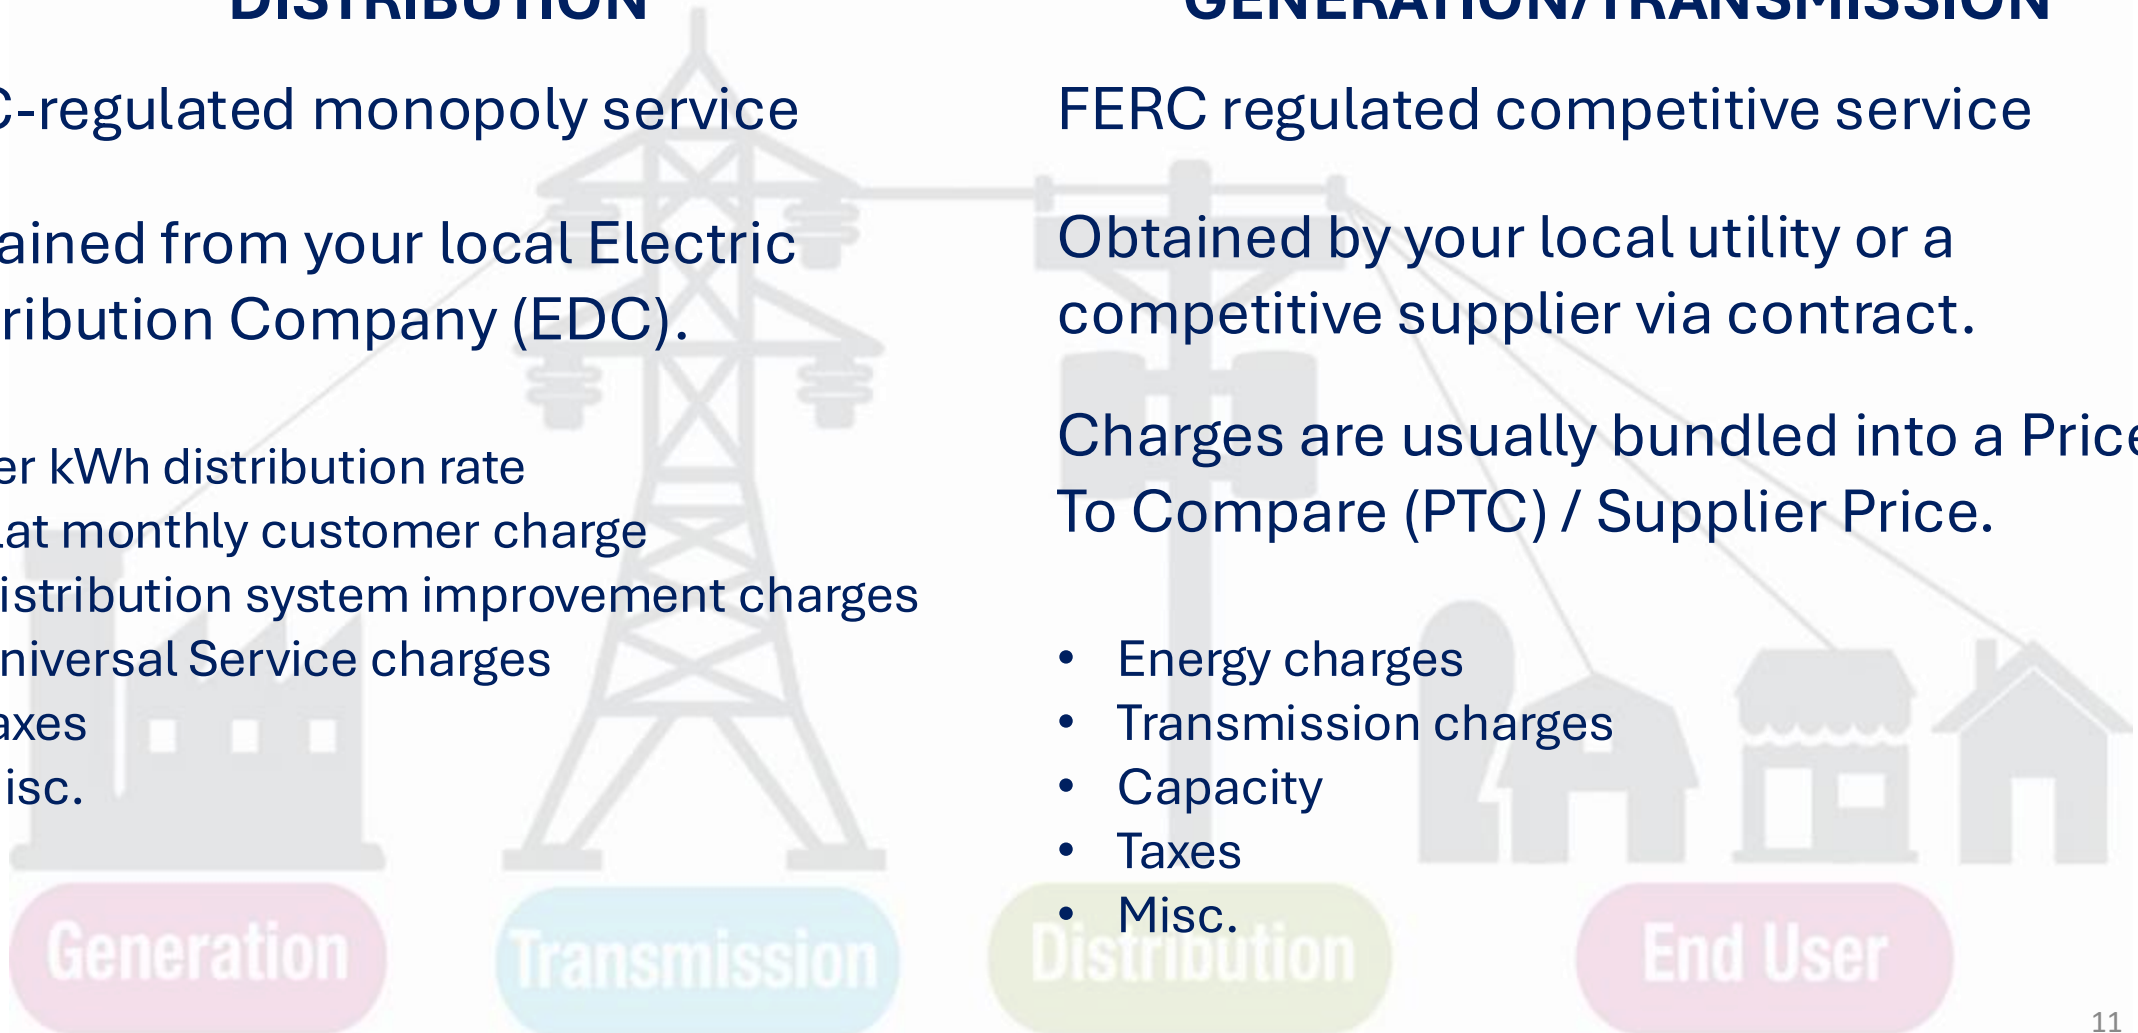 DISTRIBUTION
C-regulated monopoly service
ained from your local Electric
ribution Company (EDC).
er kWh distribution rate
lat monthly customer charge
istribution system improvement charges
niversal Service charges
axes
isc.
GENERATION/TRANSMISSION
FERC regulated competitive service
Obtained by your local utility or a
competitive supplier via contract.
Charges are usually bundled into a Price
To Compare (PTC) / Supplier Price.
• Energy charges
• Transmission charges
• Capacity
• Taxes
• Misc.
Generation
Transmission
Distribution
End User
11